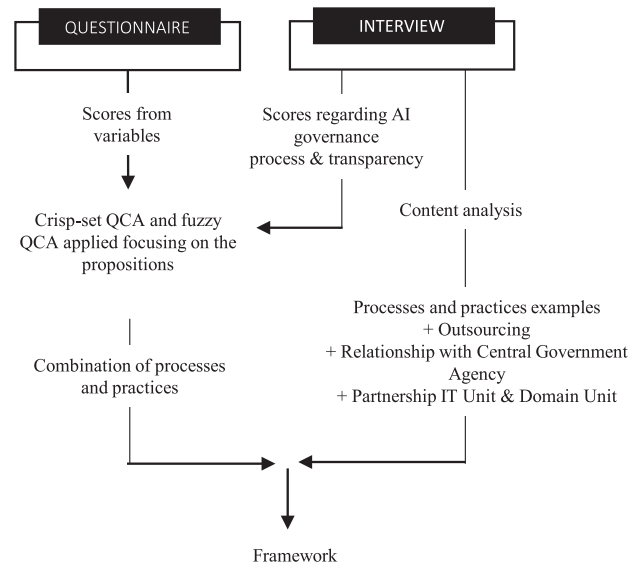 QUESTIONNAIRE
INTERVIEW
Scores from
variables
Scores regarding AI
governance
process & transparency
Crisp-set QCA and fuzzy
QCA applied focusing on the
propositions
Content analysis
Combination of processes
and practices
Processes and practices examples
+ Outsourcing
+ Relationship with Central Government
Agency
+ Partnership IT Unit & Domain Unit
Framework